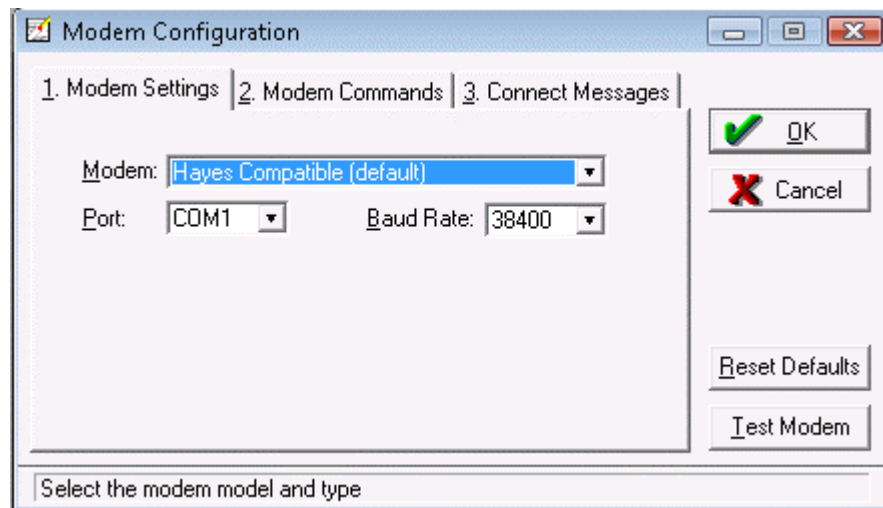 Modem Configuration
1. Modem Settings
2. Modem Commands
3. Connect Messages
OK
Modem: Hayes Compatible (default)
Cancel
Port: COM1 Baud Rate: 38400
Reset Defaults
Test Modem
Select the modem model and type